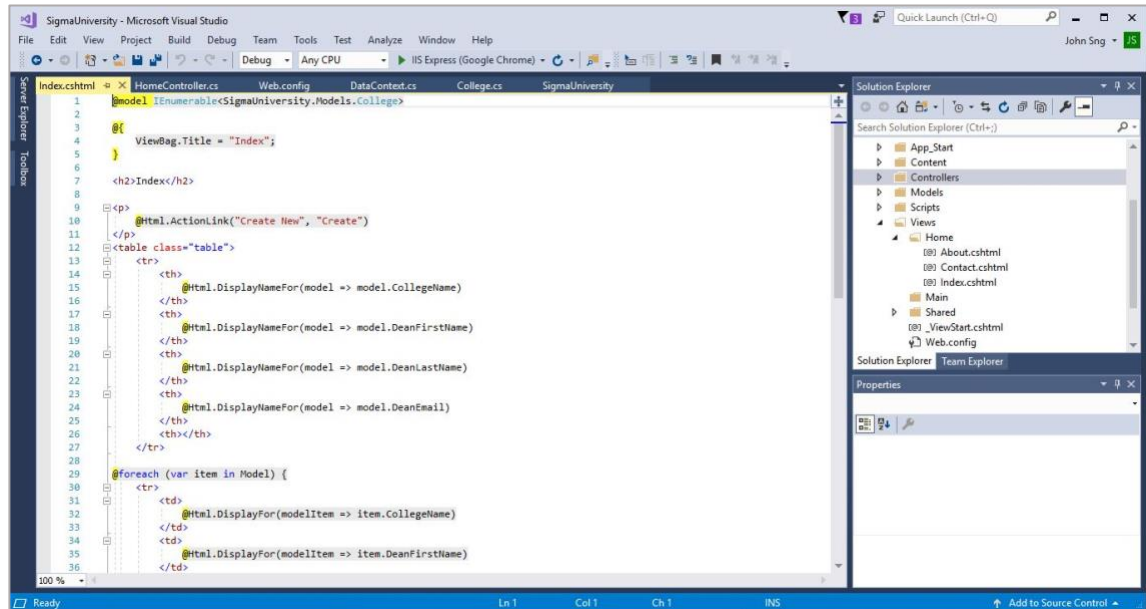 SigmaUniversity - Microsoft Visual Studio
3
Quick Launch (Ctrl+Q)
File Edit View Project Build Debug Team Tools Test Analyze Window Help
John Sng
JS
Debug Any CPU IIS Express (Google Chrome)
Server Explorer
Toolbox
Index.cshtml HomeController.cs Web.config DataContext.cs College.cs SigmaUniversity
1 @model IEnumerable<SigmaUniversity.Models.College>
2
3 @{
4 ViewBag.Title = "Index";
5 }
6
7 <h2>Index</h2>
8
9 <p>
10 @Html.ActionLink("Create New", "Create")
11 </p>
12 <table class="table">
13 <tr>
14 <th>
15 @Html.DisplayNameFor(model => model.CollegeName)
16 </th>
17 <th>
18 @Html.DisplayNameFor(model => model.DeanFirstName)
19 </th>
20 <th>
21 @Html.DisplayNameFor(model => model.DeanLastName)
22 </th>
23 <th>
24 @Html.DisplayNameFor(model => model.DeanEmail)
25 </th>
26 <th></th>
27 </tr>
28
29 @foreach (var item in Model) {
30 <tr>
31 <td>
32 @Html.DisplayFor(modelItem => item.CollegeName)
33 </td>
34 <td>
35 @Html.DisplayFor(modelItem => item.DeanFirstName)
36 </td>
100 %
Solution Explorer
Search Solution Explorer (Ctrl+;)
App_Start
Content
Controllers
Models
Scripts
Views
Home
[@] About.cshtml
[@] Contact.cshtml
[@] Index.cshtml
Main
Shared
[@] _ViewStart.cshtml
Web.config
Solution Explorer Team Explorer
Properties
Ready Ln 1 Col 1 Ch 1 INS Add to Source Control